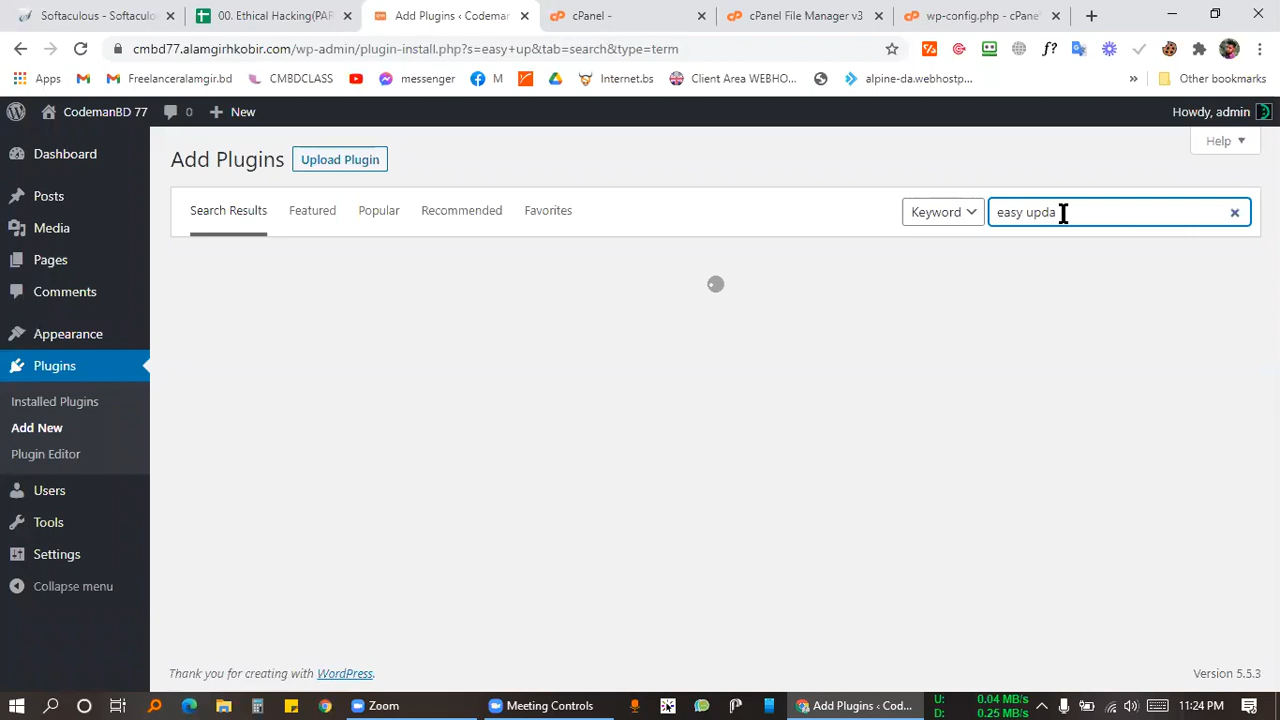 Softaculous - Softaculous
00. Ethical Hacking(PAR
Add Plugins ‹ Codeman
cPanel -
cPanel File Manager v3
wp-config.php - cPane
cmbd77.alamgirhkobir.com/wp-admin/plugin-install.php?s=easy+up&tab=search&type=term
Apps
Freelanceralamgir.bd
CMBDCLASS
messenger
M
Internet.bs
Client Area WEBHO...
alpine-da.webhostp...
»
Other bookmarks
CodemanBD 77
0
New
Howdy, admin
Dashboard
Add Plugins
Upload Plugin
Help
Posts
Search Results
Featured
Popular
Recommended
Favorites
Keyword
easy upda
Media
Pages
Comments
Appearance
Plugins
Installed Plugins
Add New
Plugin Editor
Users
Tools
Settings
Collapse menu
Thank you for creating with WordPress.
Version 5.5.3
Zoom
Meeting Controls
Add Plugins ‹ Cod...
U: 0.04 MB/s
D: 0.25 MB/s
11:24 PM